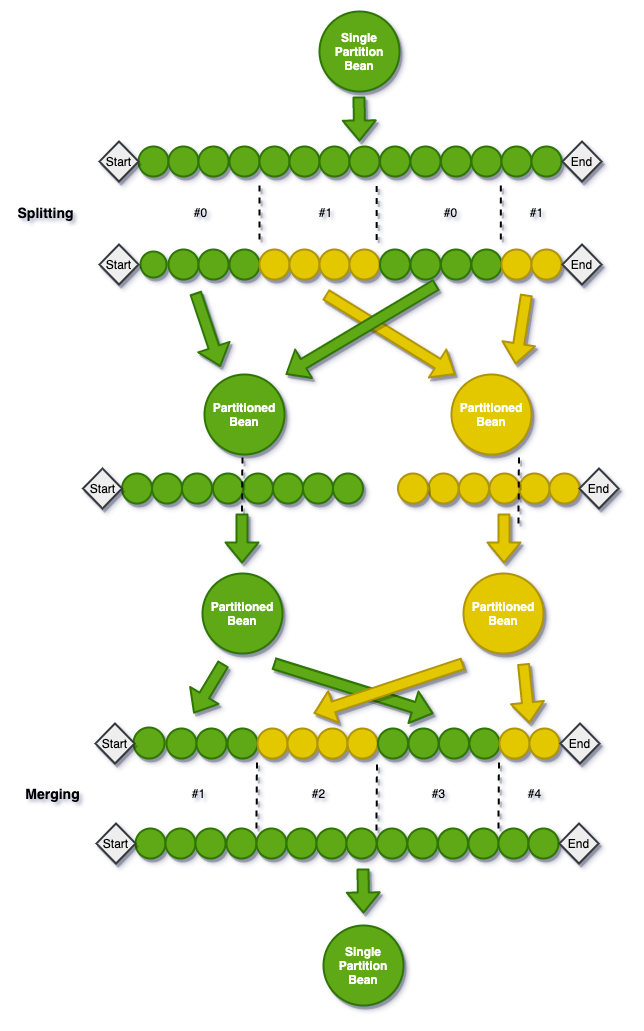 Single
Partition
Bean
Start
End
Splitting
#0
#1
#0
#1
Start
End
Partitioned
Bean
Partitioned
Bean
Start
End
Partitioned
Bean
Partitioned
Bean
Start
End
Merging
#1
#2
#3
#4
Start
End
Single
Partition
Bean